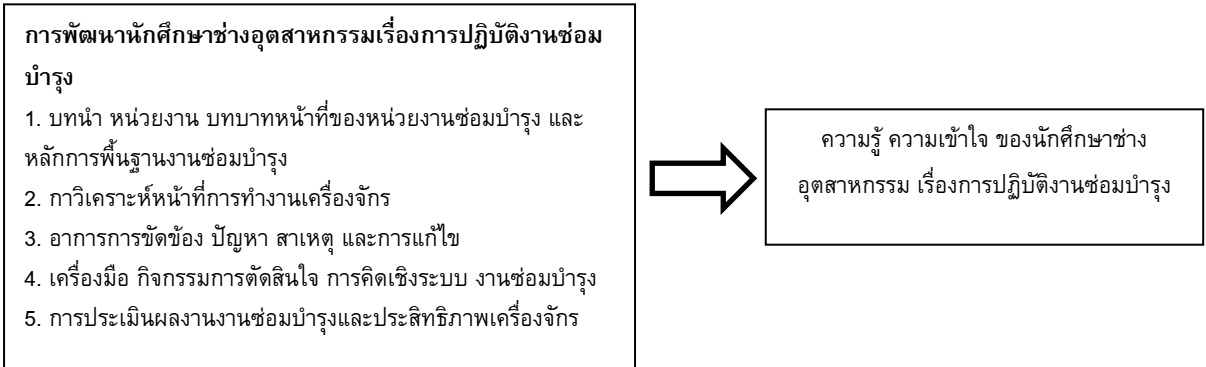 การพัฒนานักศึกษาช่างอุตสาหกรรมเรื่องการปฏิบัติงานซ่อม
บำรุง
1. บทนำ หน่วยงาน บทบาทหน้าที่ของหน่วยงานซ่อมบำรุง และ
หลักการพื้นฐานงานซ่อมบำรุง
2. กาวิเคราะห์หน้าที่การทำงานเครื่องจักร
3. อาการการขัดข้อง ปัญหา สาเหตุ และการแก้ไข
4. เครื่องมือ กิจกรรมการตัดสินใจ การคิดเชิงระบบ งานซ่อมบำรุง
5. การประเมินผลงานงานซ่อมบำรุงและประสิทธิภาพเครื่องจักร
ความรู้ ความเข้าใจ ของนักศึกษาช่าง
อุตสาหกรรม เรื่องการปฏิบัติงานซ่อมบำรุง